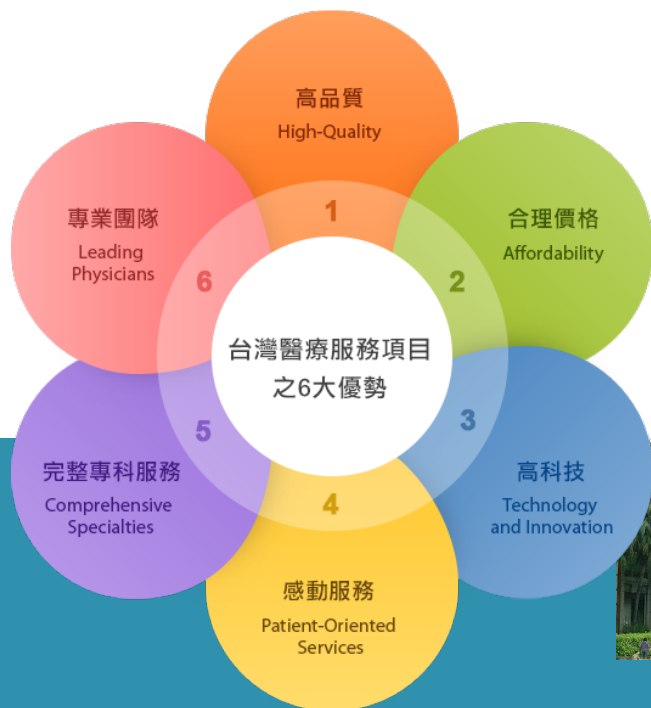 台灣醫療服務項目
之6大優勢
1
高品質
High-Quality
2
合理價格
Affordability
3
高科技
Technology
and Innovation
4
感動服務
Patient-Oriented
Services
5
完整專科服務
Comprehensive
Specialties
6
專業團隊
Leading
Physicians